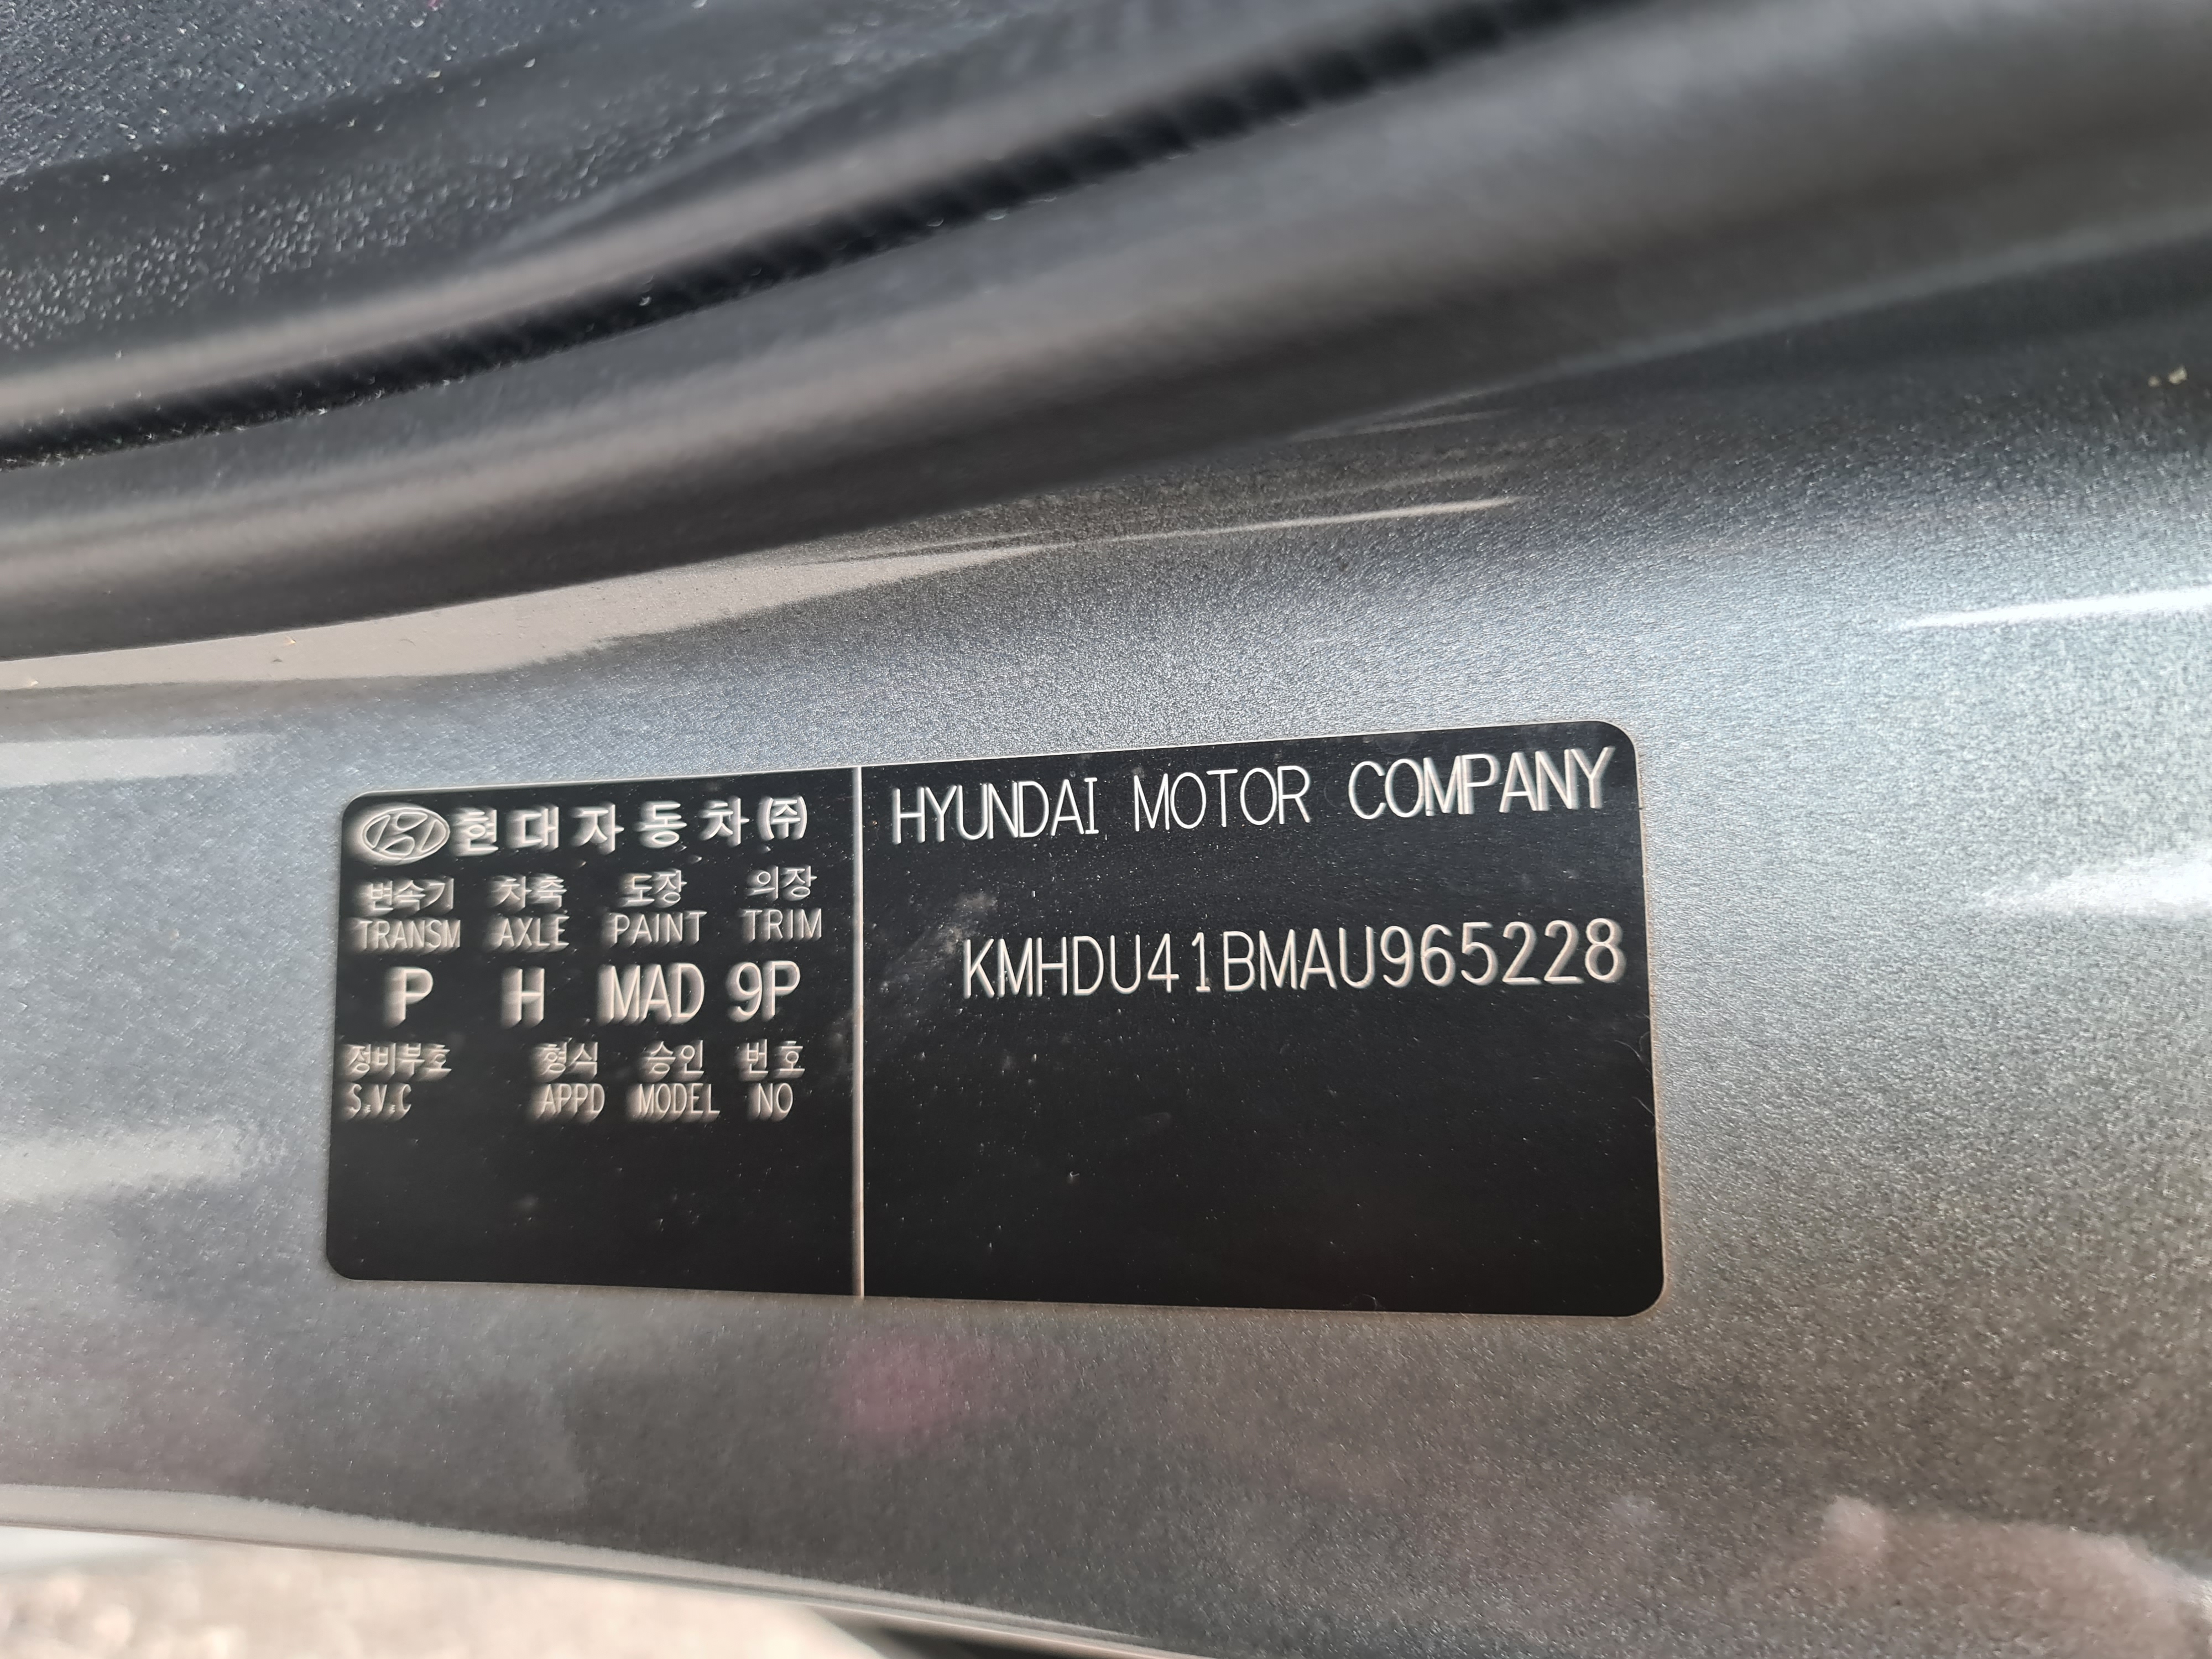 현대자동차(주)
변속기 차축 도장 의장
TRANSM AXLE PAINT TRIM
P H MAD 9P
정비부호 형식 승인 번호
S.V.C APPD MODEL NO
HYUNDAI MOTOR COMPANY
KMHDU41BMAU965228